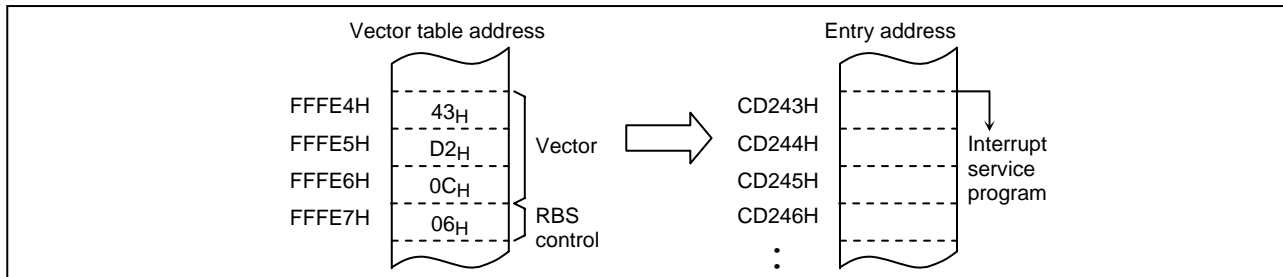 Vector table address
Entry address
FFFE4H 43H CD243H
FFFE5H D2H Vector CD244H Interrupt
FFFE6H 0CH CD245H service
program
FFFE7H 06H RBS CD246H
control